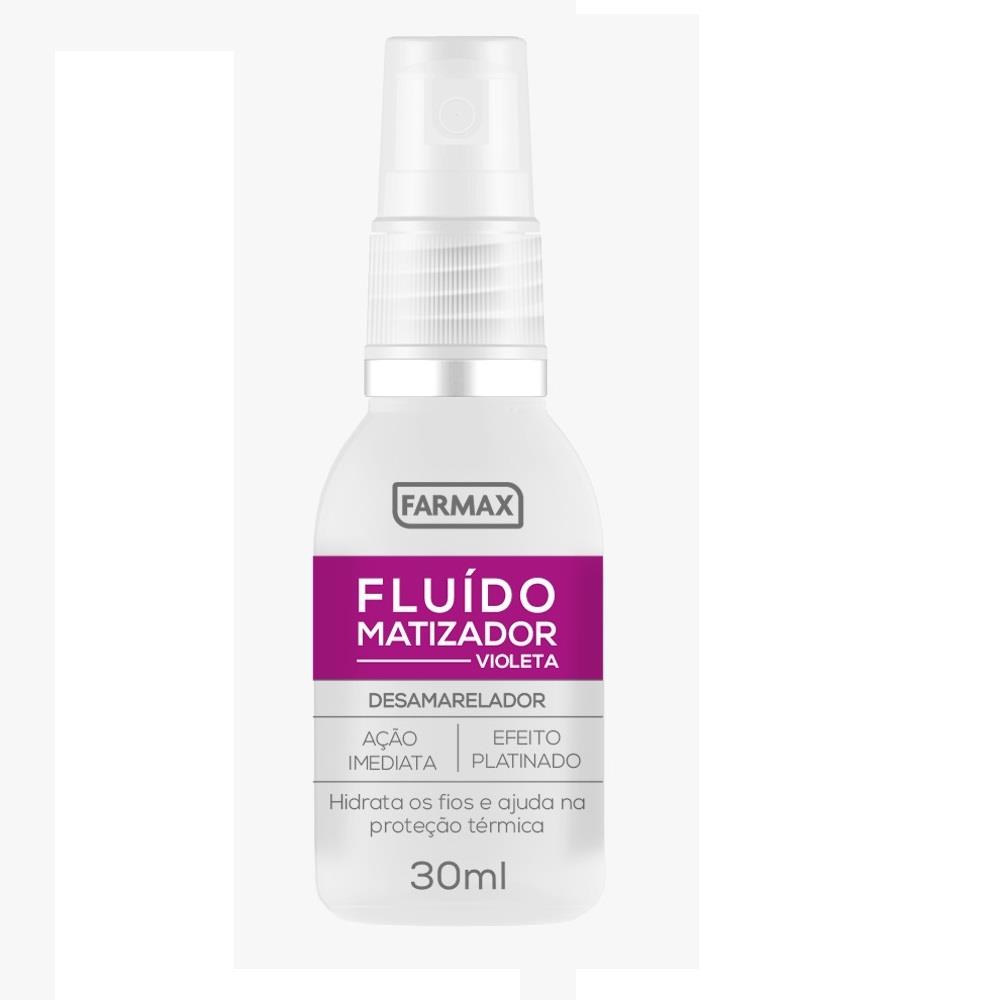 FARMAX
FLUÍDO
MATIZADOR
VIOLETA
DESAMARELADOR
AÇÃO
IMEDIATA
EFEITO
PLATINADO
Hidrata os fios e ajuda na
proteção térmica
30ml